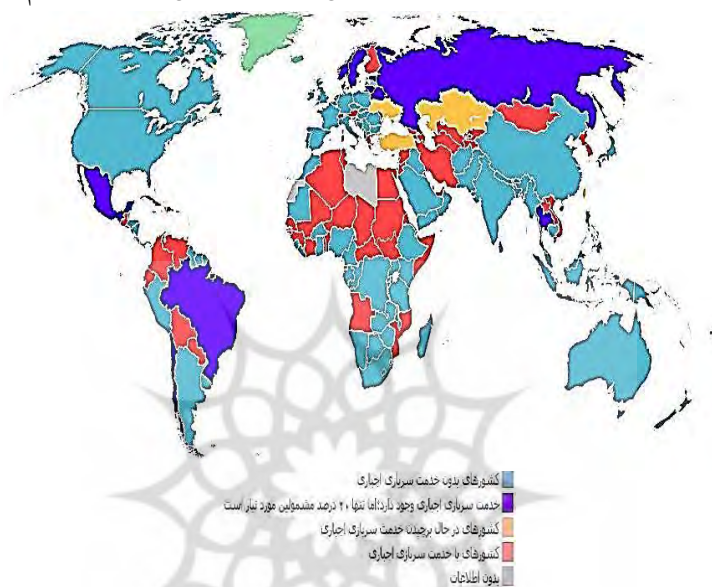 کشورهای بدون خدمت سربازی اجباری
خدمت سربازی اجباری وجود دارد؛اما تنها ۲۰ درصد مشمولین مورد نیاز است
کشورهای در حال برچیدن خدمت سربازی اجباری
کشورهای با خدمت سربازی اجباری
بدون اطلاعات